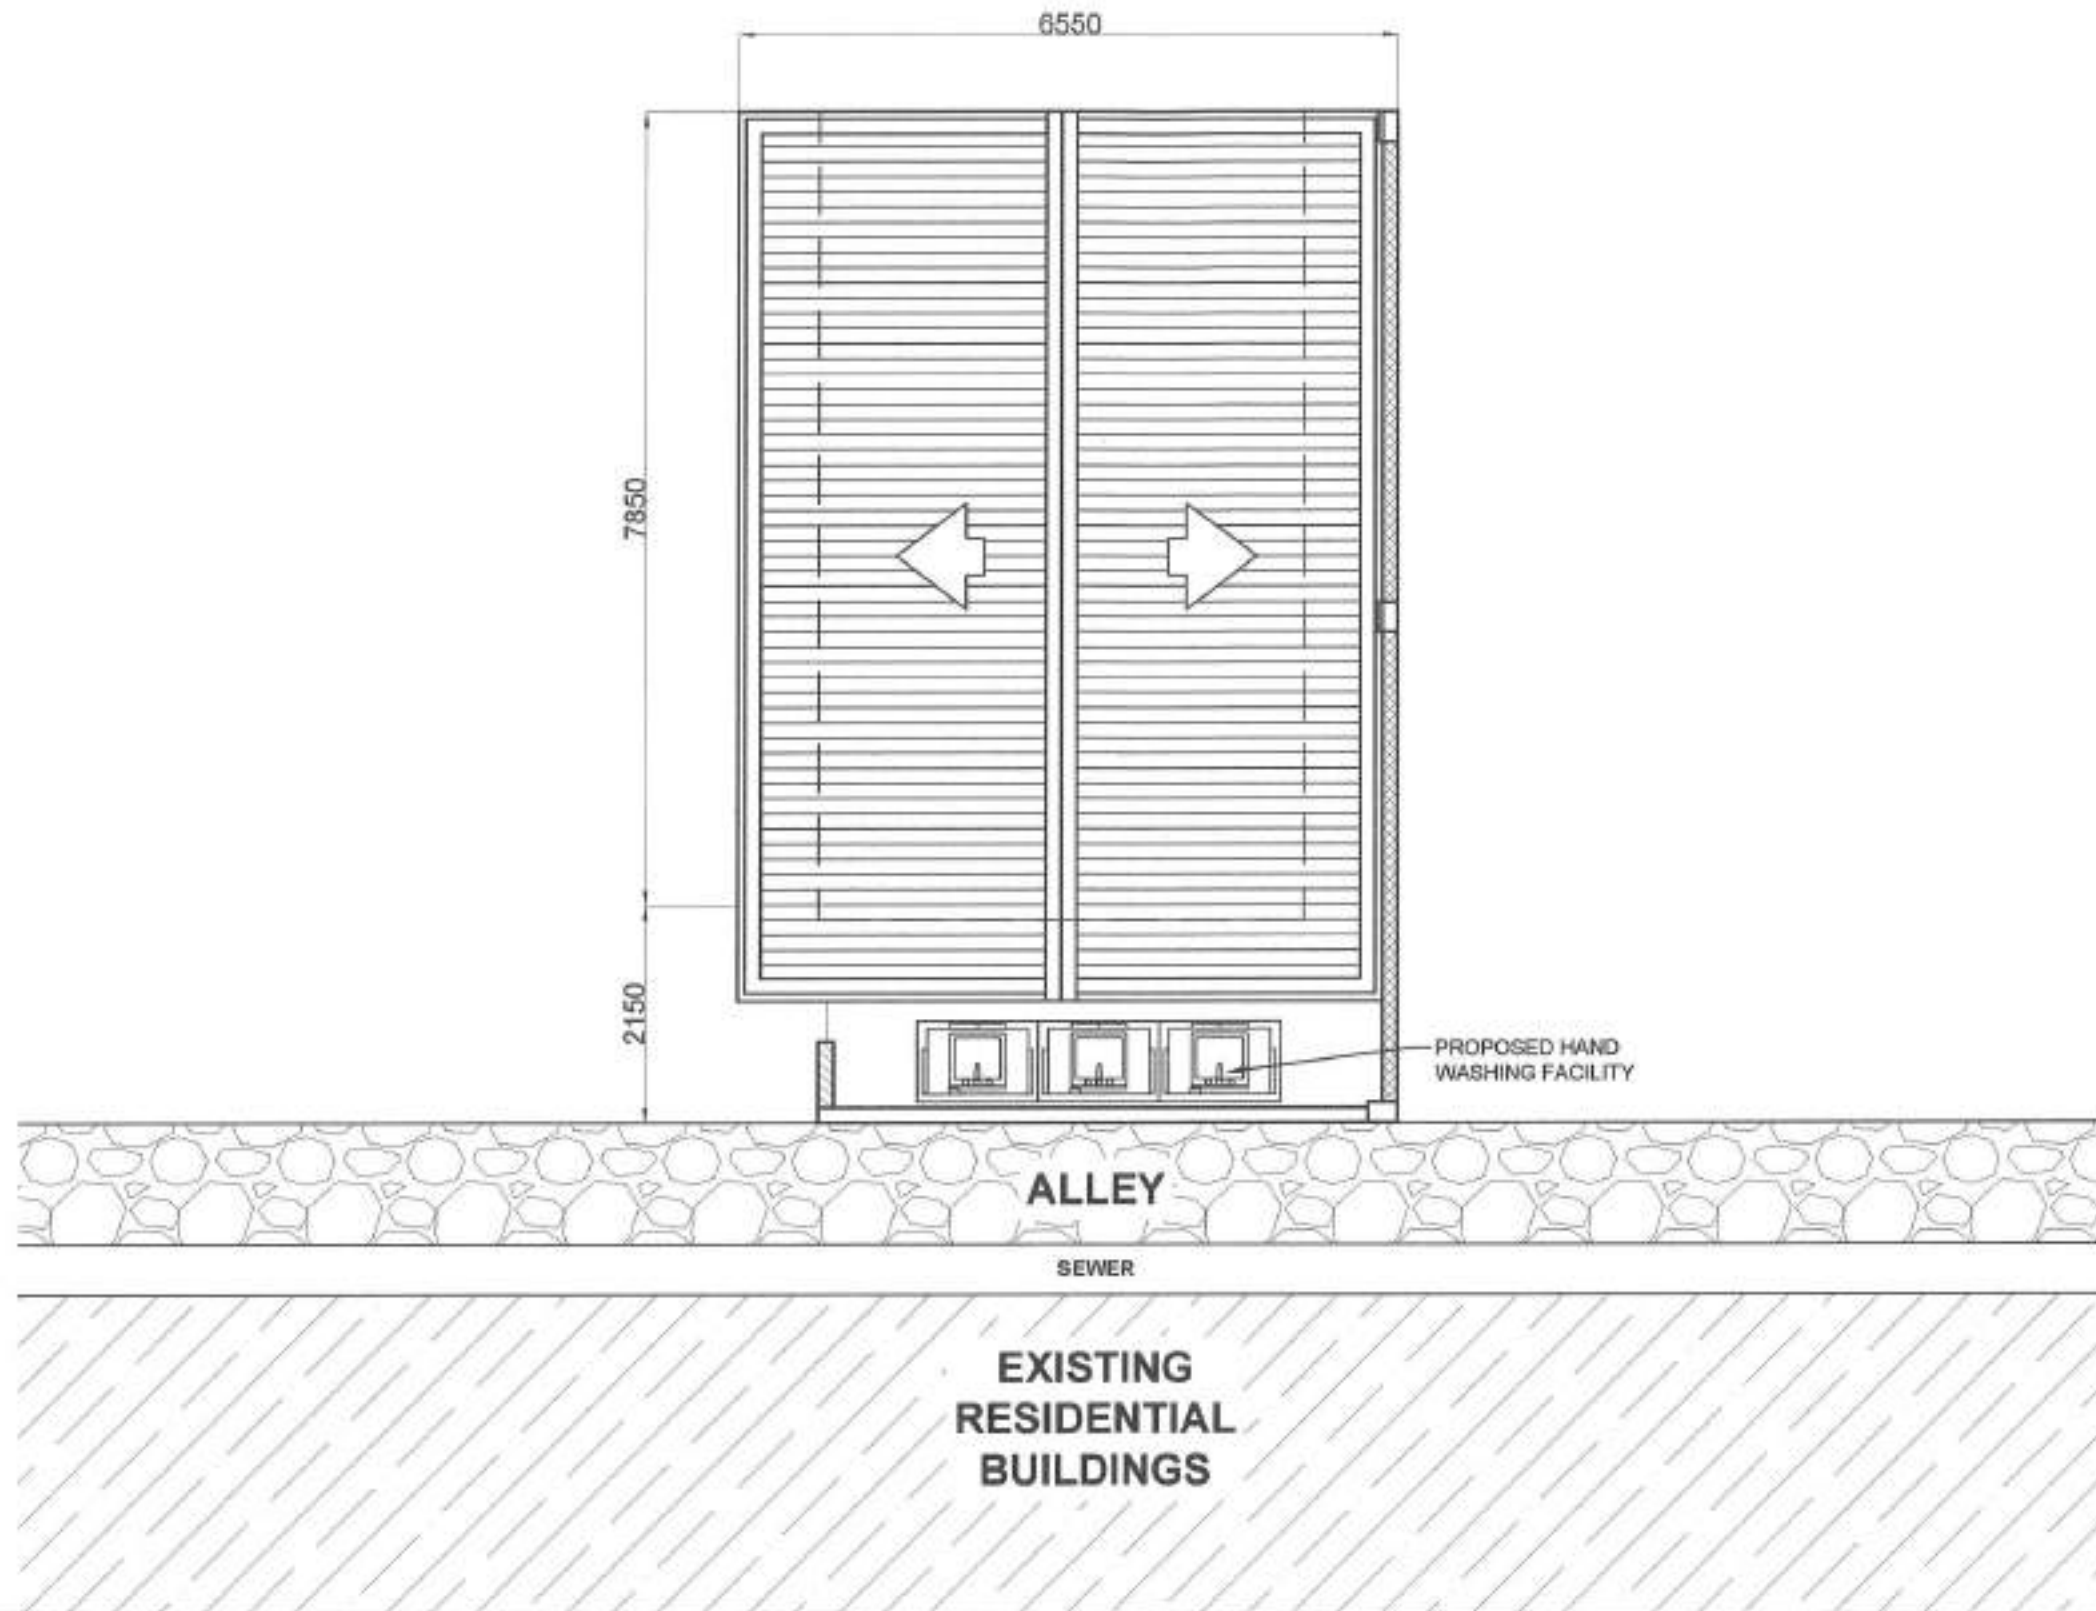 6550
7850
2150
PROPOSED HAND
WASHING FACILITY
ALLEY
SEWER
EXISTING
RESIDENTIAL
BUILDINGS